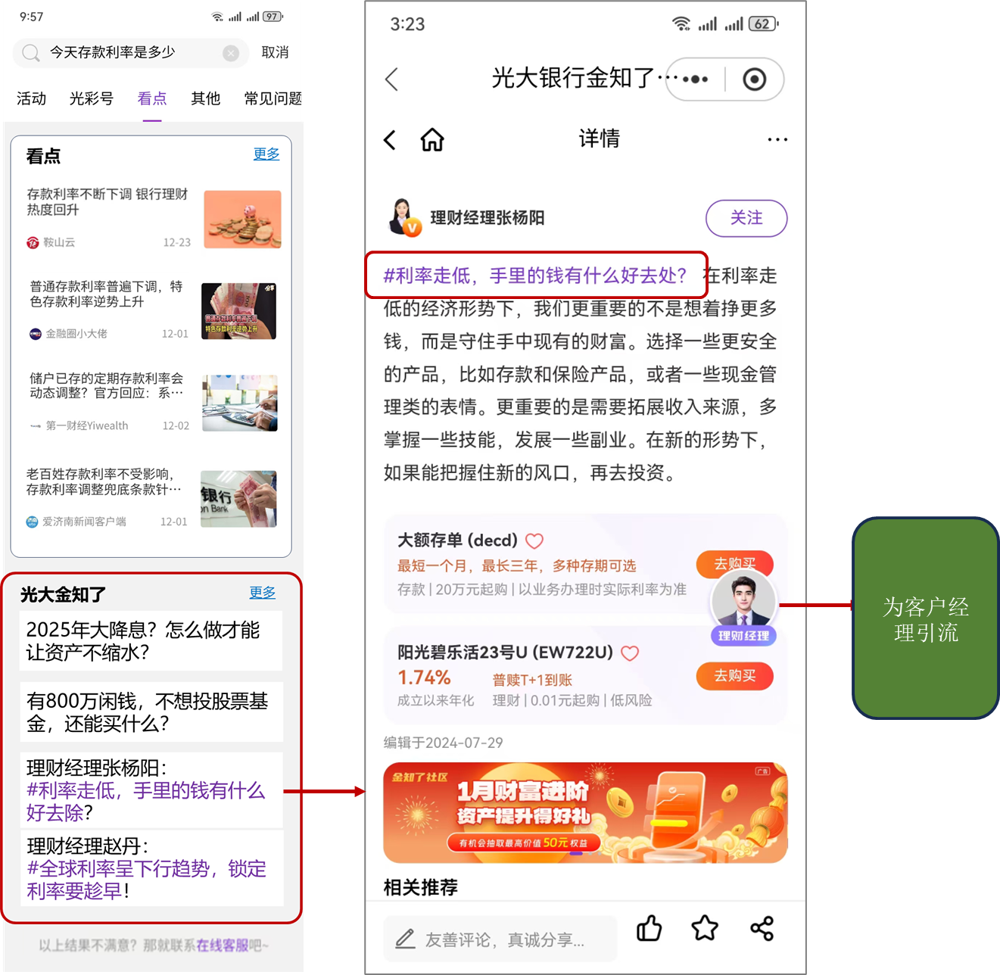 9:57
97
今天存款利率是多少
取消
活动
光彩号
看点
其他
常见问题
看点
更多
存款利率不断下调 银行理财
热度回升
鞍山云
12-23
普通存款利率普遍下调，特
色存款利率逆势上升
金融圈小大佬
12-01
分享
普通存款利率普遍下调
特色存款利率逆势上升
储户已存的定期存款利率会
动态调整？官方回应：系…
第一财经Yiwealth
12-02
老百姓存款利率不受影响，
存款利率调整兜底条款针…
爱济南新闻客户端
12-01
银行
on Bank
光大金知了
更多
2025年大降息？怎么做才能
让资产不缩水？
有800万闲钱，不想投股票基
金，还能买什么？
理财经理张杨阳：
#利率走低，手里的钱有什么
好去除？
理财经理赵丹：
#全球利率呈下行趋势，锁定
利率要趁早！
以上结果不满意？那就联系在线客服吧~
3:23
62
光大银行金知了…
详情
理财经理张杨阳
关注
#利率走低，手里的钱有什么好去处？在利率走
低的经济形势下，我们更重要的不是想着挣更多
钱，而是守住手中现有的财富。选择一些更安全
的产品，比如存款和保险产品，或者一些现金管
理类的表情。更重要的是需要拓展收入来源，多
掌握一些技能，发展一些副业。在新的形势下，
如果能把握住新的风口，再去投资。
大额存单 (decd)
最短一个月，最长三年，多种存期可选
去购买
存款 | 20万元起购 | 以业务办理时实际利率为准
理财经理
阳光碧乐活23号U (EW722U)
1.74%
普赎T+1到账
去购买
成立以来年化
理财 | 0.01元起购 | 低风险
编辑于2024-07-29
金知了社区
广告
1月财富进阶
资产提升得好礼
有机会抽取最高价值50元权益
相关推荐
友善评论，真诚分享...
为客户经
理引流